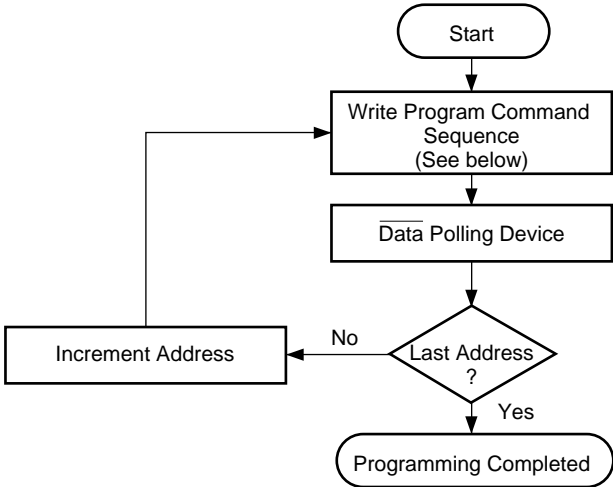 Start
Write Program Command
Sequence
(See below)
Data Polling Device
Increment Address
No
Last Address
?
Yes
Programming Completed